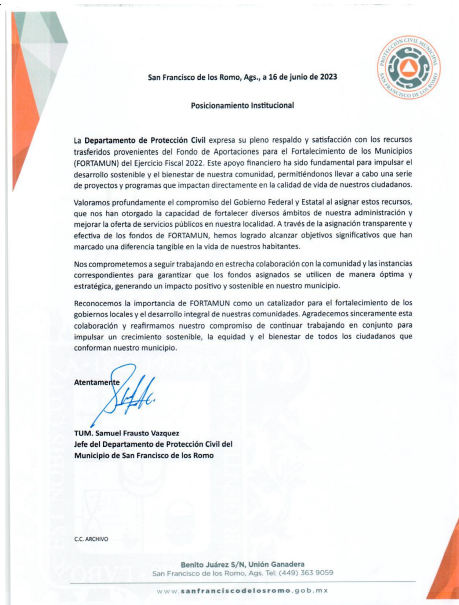 PROTECCIÓN CIVIL MUNICIPAL
SAN FRANCISCO DE LOS ROMO
San Francisco de los Romo, Ags., a 16 de junio de 2023
Posicionamiento Institucional
La Departamento de Protección Civil expresa su pleno respaldo y satisfacción con los recursos
trasferidos provenientes del Fondo de Aportaciones para el Fortalecimiento de los Municipios
(FORTAMUN) del Ejercicio Fiscal 2022. Este apoyo financiero ha sido fundamental para impulsar el
desarrollo sostenible y el bienestar de nuestra comunidad, permitiéndonos llevar a cabo una serie
de proyectos y programas que impactan directamente en la calidad de vida de nuestros ciudadanos.
Valoramos profundamente el compromiso del Gobierno Federal y Estatal al asignar estos recursos,
que nos han otorgado la capacidad de fortalecer diversos ámbitos de nuestra administración y
mejorar la oferta de servicios públicos en nuestra localidad. A través de la asignación transparente y
efectiva de los fondos de FORTAMUN, hemos logrado alcanzar objetivos significativos que han
marcado una diferencia tangible en la vida de nuestros habitantes.
Nos comprometemos a seguir trabajando en estrecha colaboración con la comunidad y las instancias
correspondientes para garantizar que los fondos asignados se utilicen de manera óptima y
estratégica, generando un impacto positivo y sostenible en nuestro municipio.
Reconocemos la importancia de FORTAMUN como un catalizador para el fortalecimiento de los
gobiernos locales y el desarrollo integral de nuestras comunidades. Agradecemos sinceramente esta
colaboración y reafirmamos nuestro compromiso de continuar trabajando en conjunto para
impulsar un crecimiento sostenible, la equidad y el bienestar de todos los ciudadanos que
conforman nuestro municipio.
Atentamente
TUM. Samuel Frausto Vazquez
Jefe del Departamento de Protección Civil del
Municipio de San Francisco de los Romo
C.C. ARCHIVO
Benito Juárez S/N, Unión Ganadera
San Francisco de los Romo, Ags. Tel. (449) 363 9059
www.sanfranciscodelosromo.gob.mx